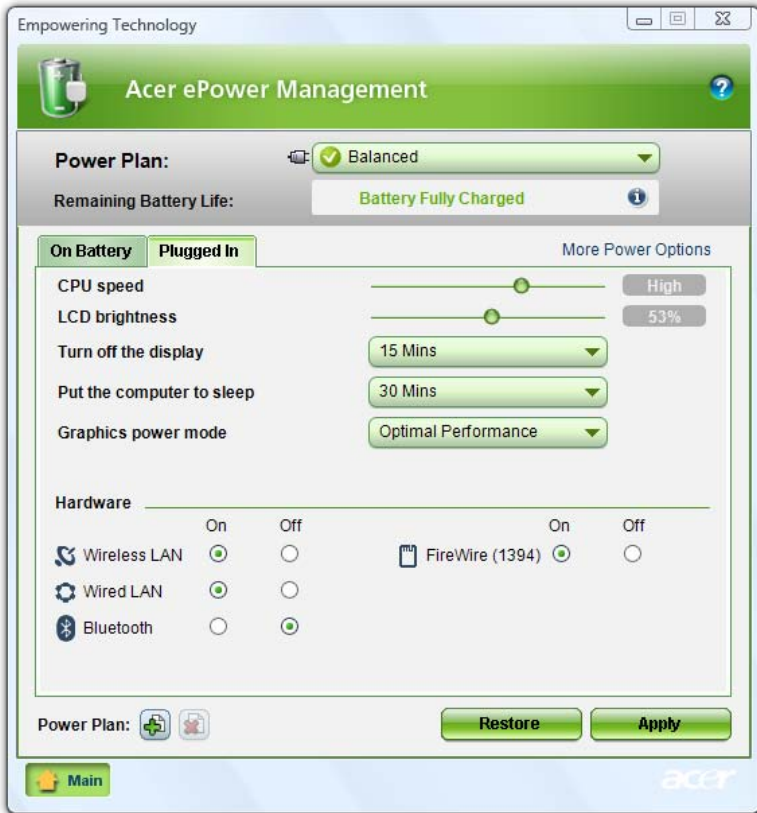 Empowering Technology
Acer ePower Management
?
Power Plan: Balanced
Remaining Battery Life: Battery Fully Charged i
On Battery Plugged In More Power Options
CPU speed High
LCD brightness 53%
Turn off the display 15 Mins
Put the computer to sleep 30 Mins
Graphics power mode Optimal Performance
Hardware
On Off On Off
Wireless LAN FireWire (1394)
Wired LAN
Bluetooth
Power Plan: Restore Apply
Main acer